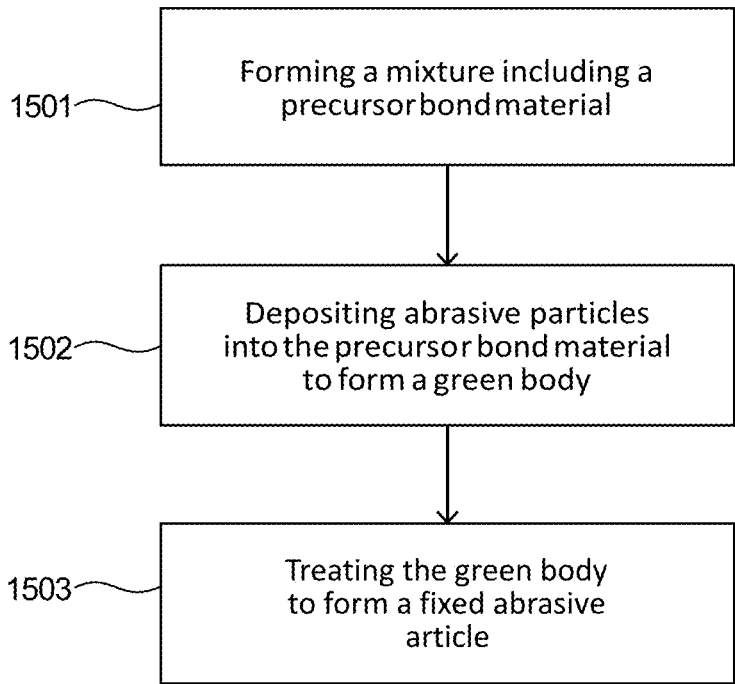 Forming a mixture including a
precursor bond material
1501
Depositing abrasive particles
into the precursor bond material
to form a green body
1502
Treating the green body
to form a fixed abrasive
article
1503